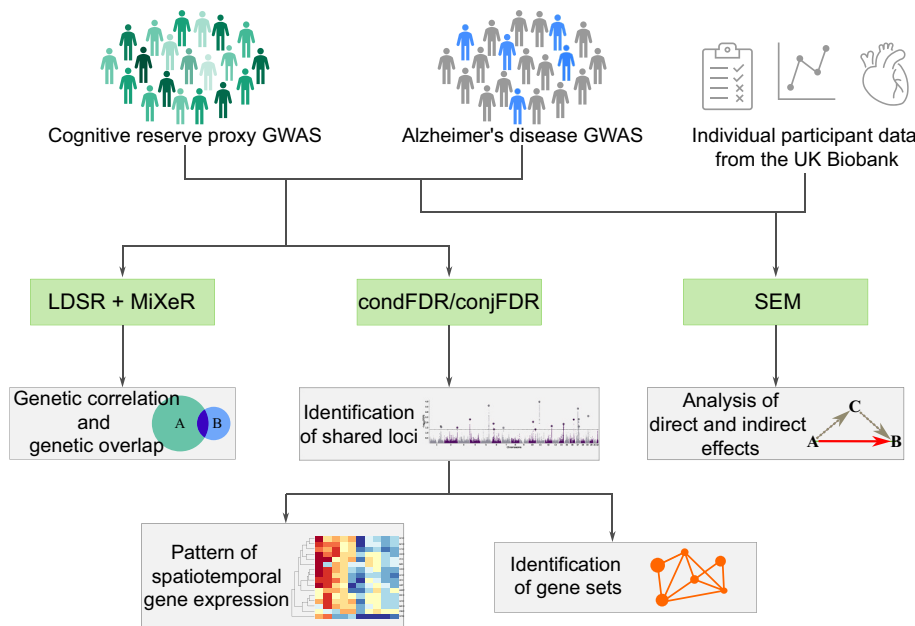 Cognitive reserve proxy GWAS
Alzheimer's disease GWAS
Individual participant data
from the UK Biobank
LDSR + MiXeR
condFDR/conjFDR
SEM
Genetic correlation
and
genetic overlap
A
B
Identification
of shared loci
Analysis of
direct and indirect
effects
A
C
B
Pattern of
spatiotemporal
gene expression
Identification
of gene sets